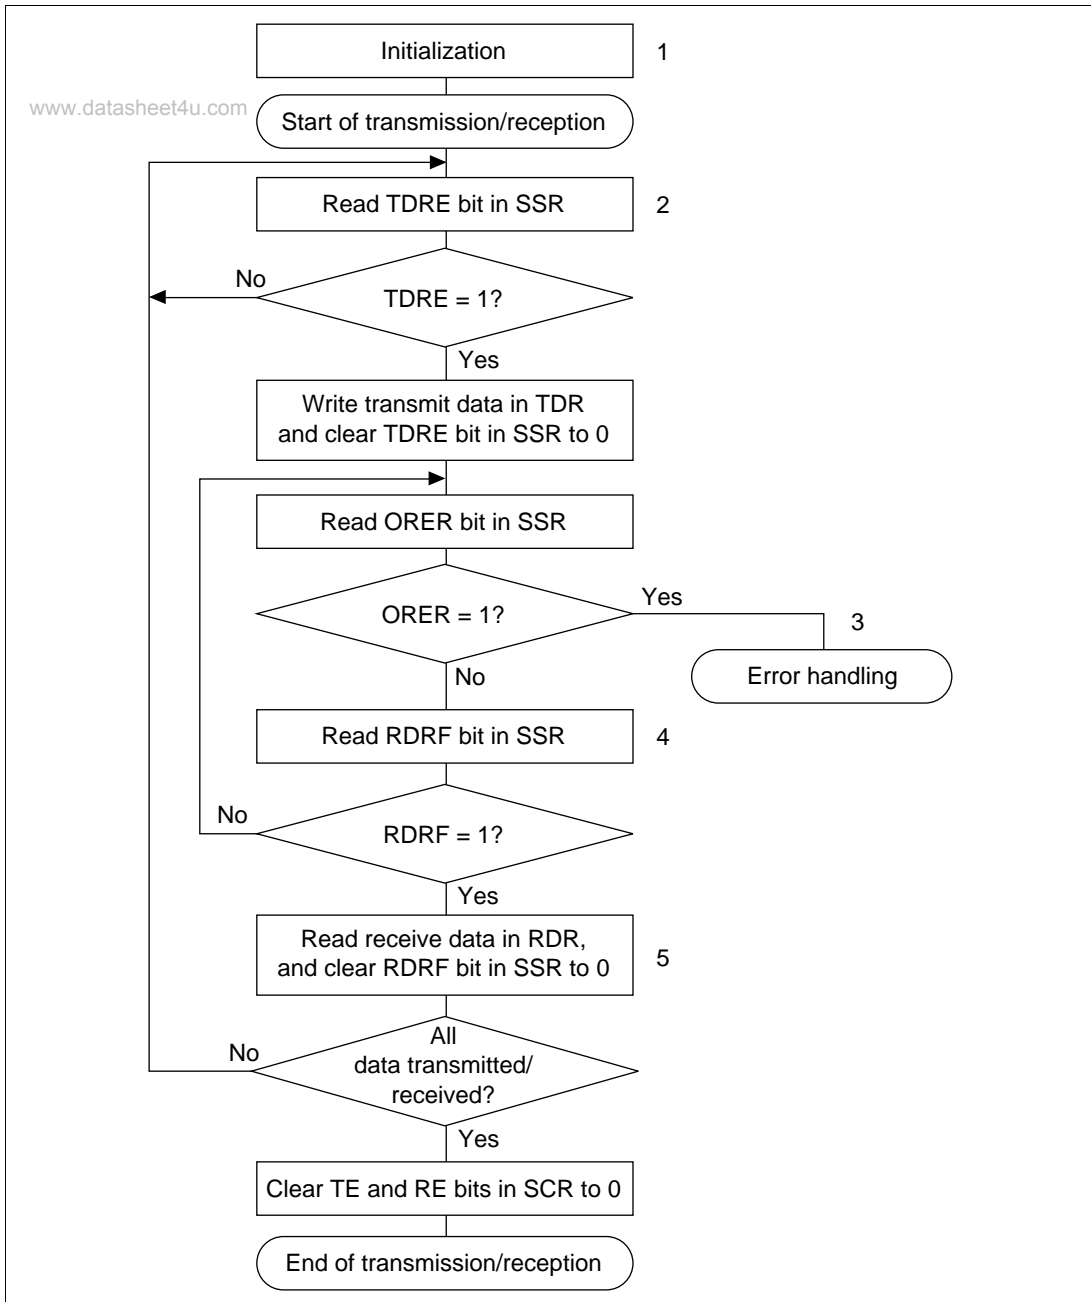 Initialization
1
www.datasheet4u.com
Start of transmission/reception
Read TDRE bit in SSR
2
No
TDRE = 1?
Yes
Write transmit data in TDR
and clear TDRE bit in SSR to 0
Read ORER bit in SSR
ORER = 1?
Yes
3
Error handling
No
Read RDRF bit in SSR
4
No
RDRF = 1?
Yes
Read receive data in RDR,
and clear RDRF bit in SSR to 0
5
No
All
data transmitted/
received?
Yes
Clear TE and RE bits in SCR to 0
End of transmission/reception